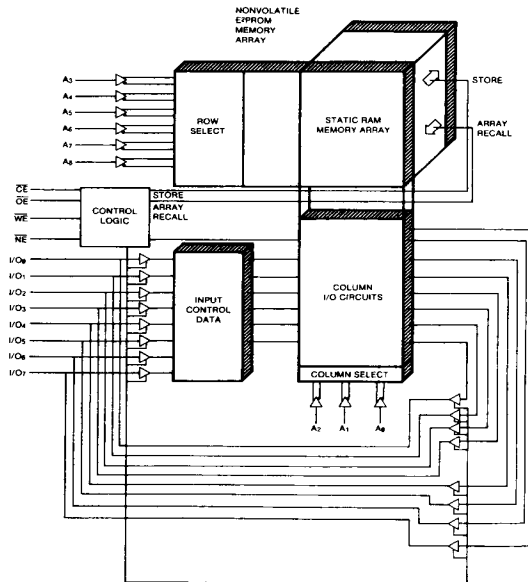 NONVOLATILE
E²PROM
MEMORY
ARRAY
A3
A4
A5
A6
A7
A8
ROW
SELECT
STATIC RAM
MEMORY ARRAY
STORE
ARRAY
RECALL
CE
OE
WE
NE
CONTROL
LOGIC
STORE
ARRAY
RECALL
I/O0
I/O1
I/O2
I/O3
I/O4
I/O5
I/O6
I/O7
INPUT
CONTROL
DATA
COLUMN
I/O CIRCUITS
COLUMN SELECT
A2 A1 A0